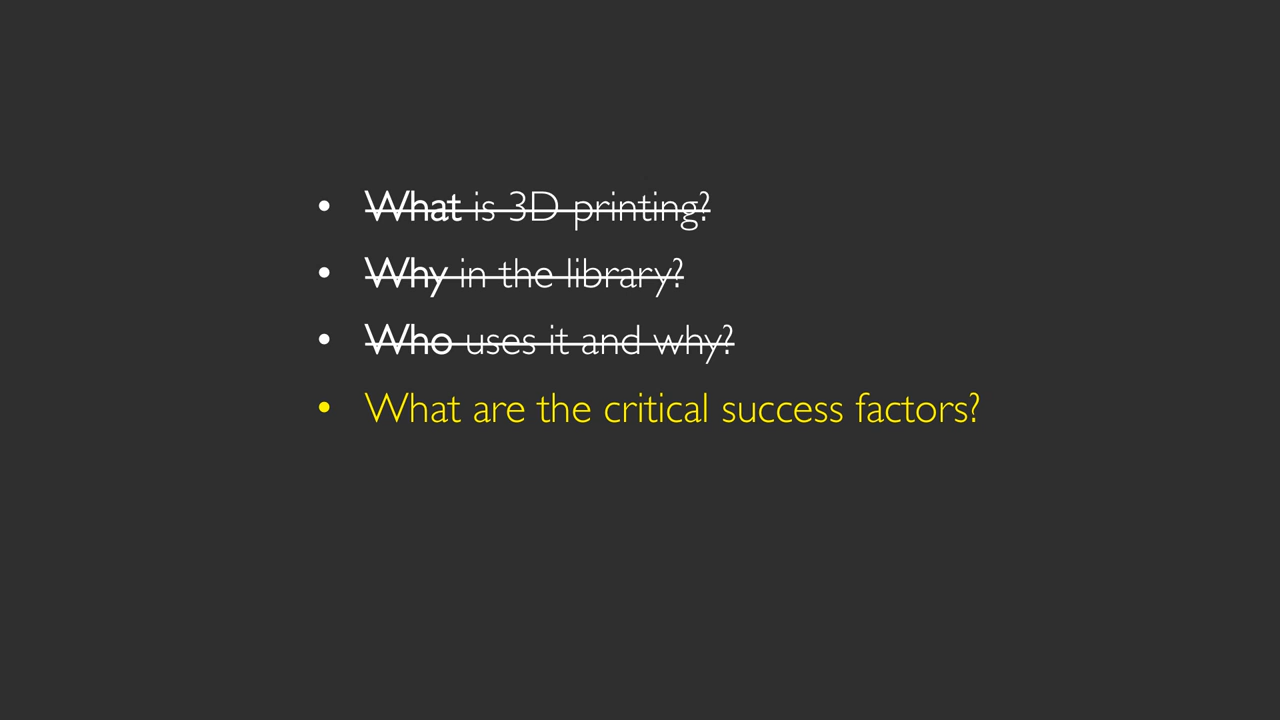 • What is 3D printing?
• Why in the library?
• Who uses it and why?
• What are the critical success factors?